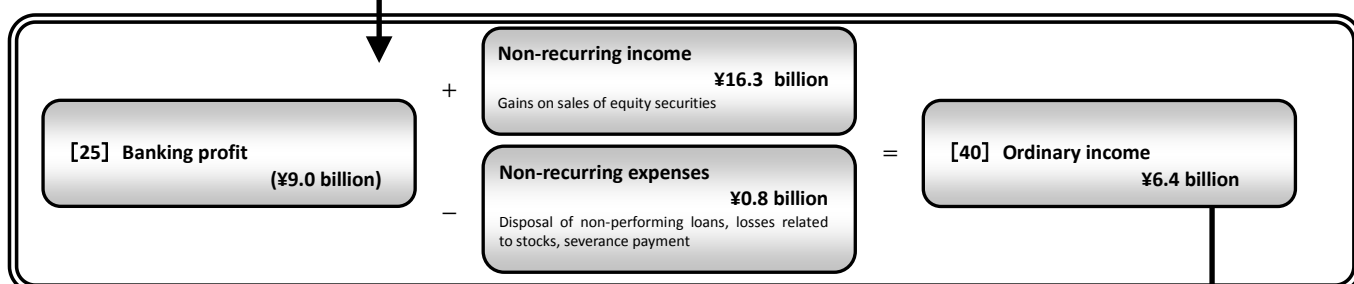 [25] Banking profit
(¥9.0 billion)
+
Non-recurring income
¥16.3 billion
Gains on sales of equity securities
−
Non-recurring expenses
¥0.8 billion
Disposal of non-performing loans, losses related
to stocks, severance payment
=
[40] Ordinary income
¥6.4 billion